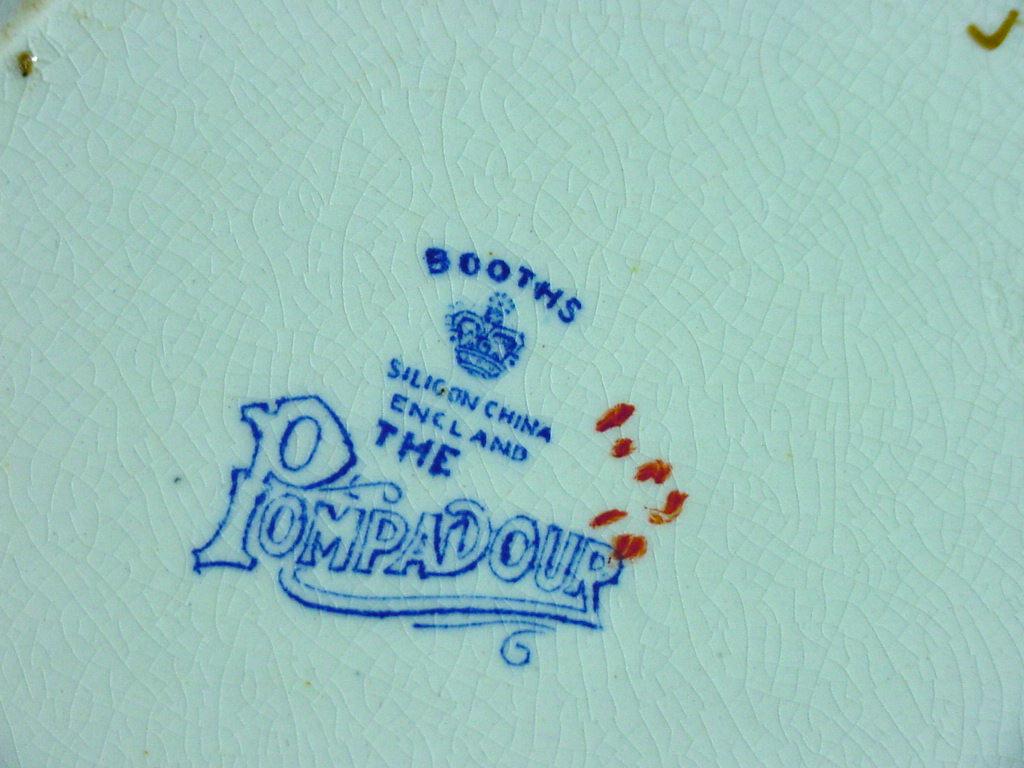 BOOTHS
SILICON CHINA
ENGLAND
THE
POMPADOUR